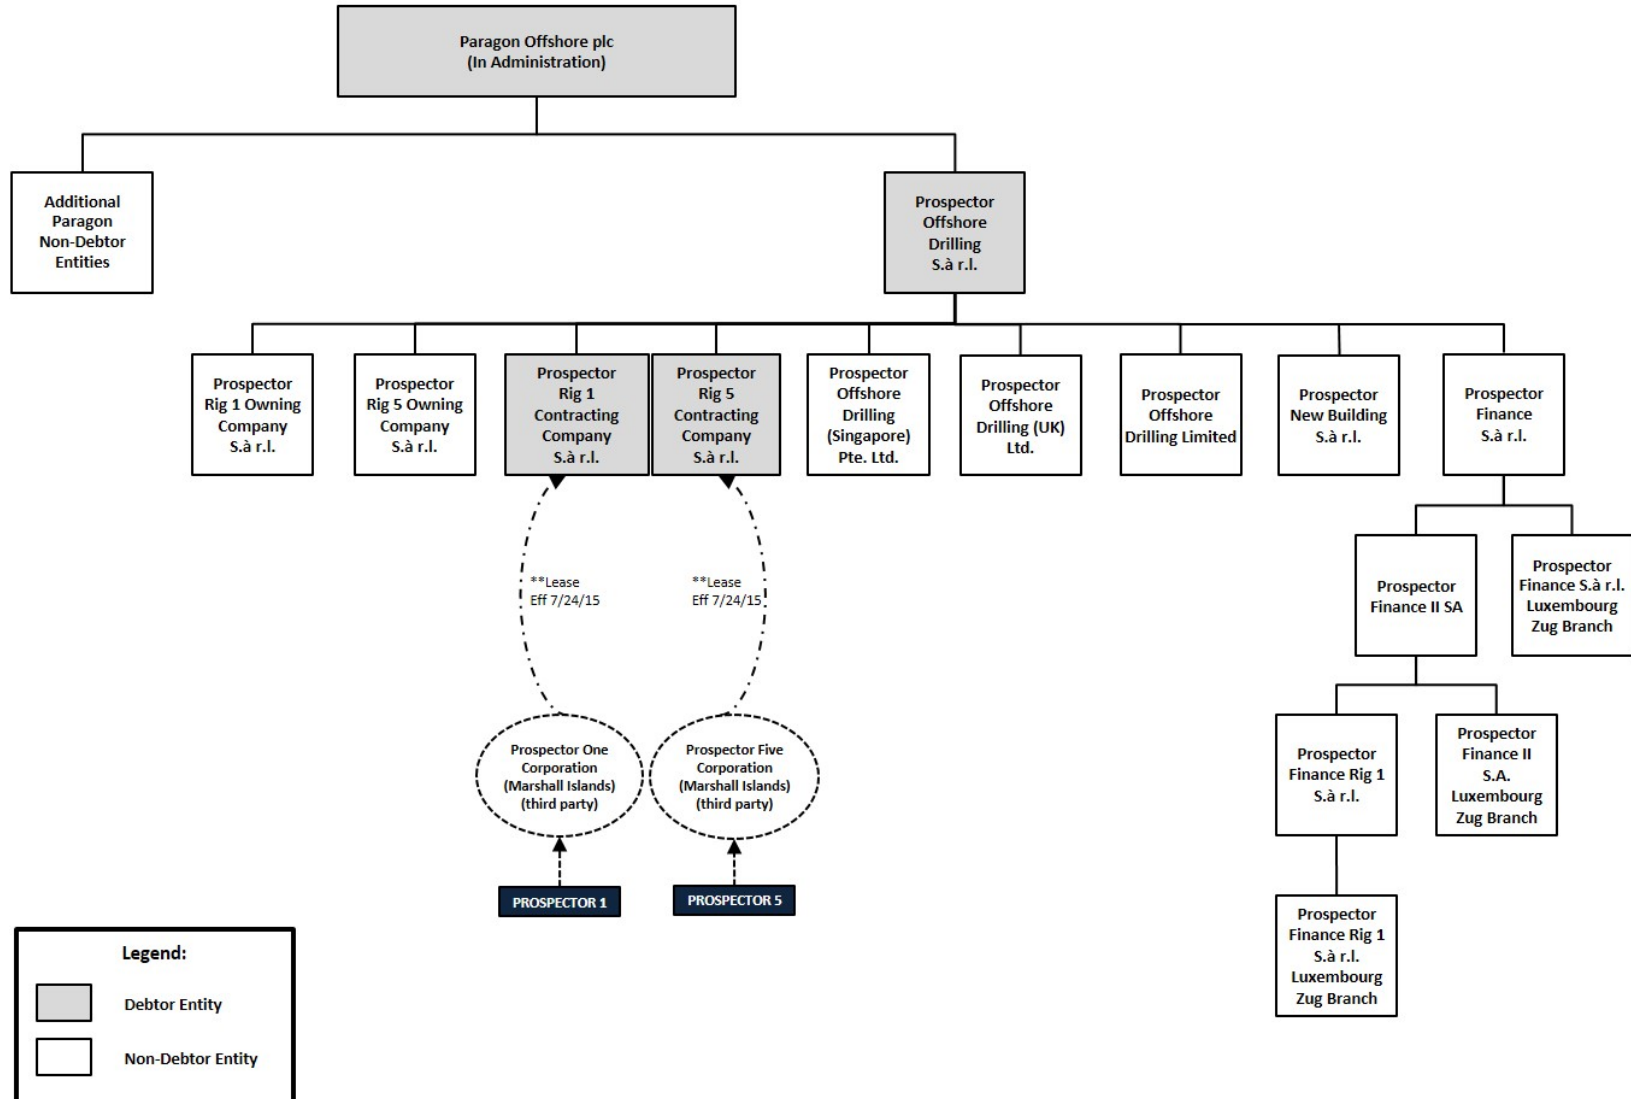 Paragon Offshore plc
(In Administration)
Additional
Paragon
Non-Debtor
Entities
Prospector
Offshore
Drilling
S.à r.l.
Prospector
Rig 1 Owning
Company
S.à r.l.
Prospector
Rig 5 Owning
Company
S.à r.l.
Prospector
Rig 1
Contracting
Company
S.à r.l.
Prospector
Rig 5
Contracting
Company
S.à r.l.
Prospector
Offshore
Drilling
(Singapore)
Pte. Ltd.
Prospector
Offshore
Drilling (UK)
Ltd.
Prospector
Offshore
Drilling Limited
Prospector
New Building
S.à r.l.
Prospector
Finance
S.à r.l.
**Lease
Eff 7/24/15
**Lease
Eff 7/24/15
Prospector
Finance II SA
Prospector
Finance S.à r.l.
Luxembourg
Zug Branch
Prospector One
Corporation
(Marshall Islands)
(third party)
Prospector Five
Corporation
(Marshall Islands)
(third party)
Prospector
Finance Rig 1
S.à r.l.
Prospector
Finance II
S.A.
Luxembourg
Zug Branch
PROSPECTOR 1
PROSPECTOR 5
Prospector
Finance Rig 1
S.à r.l.
Luxembourg
Zug Branch
Legend:
Debtor Entity
Non-Debtor Entity